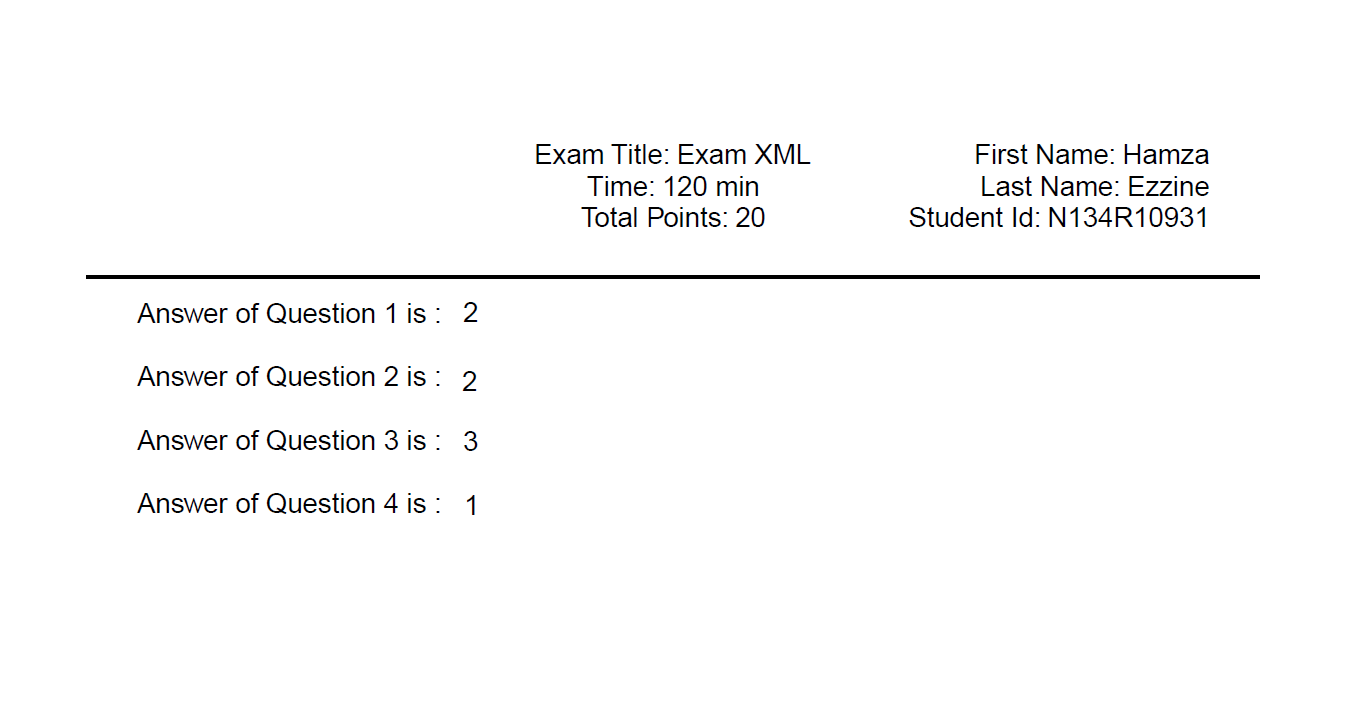 Exam Title: Exam XML
Time: 120 min
Total Points: 20
First Name: Hamza
Last Name: Ezzine
Student Id: N134R10931
Answer of Question 1 is : 2
Answer of Question 2 is : 2
Answer of Question 3 is : 3
Answer of Question 4 is : 1